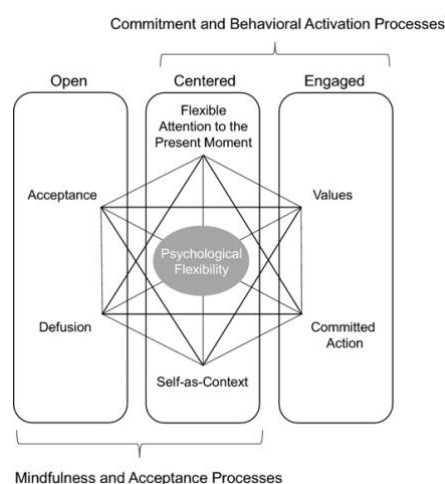 Commitment and Behavioral Activation Processes
Open
Centered
Engaged
Flexible
Attention to the
Present Moment
Acceptance
Values
Psychological
Flexibility
Defusion
Committed
Action
Self-as-Context
Mindfulness and Acceptance Processes